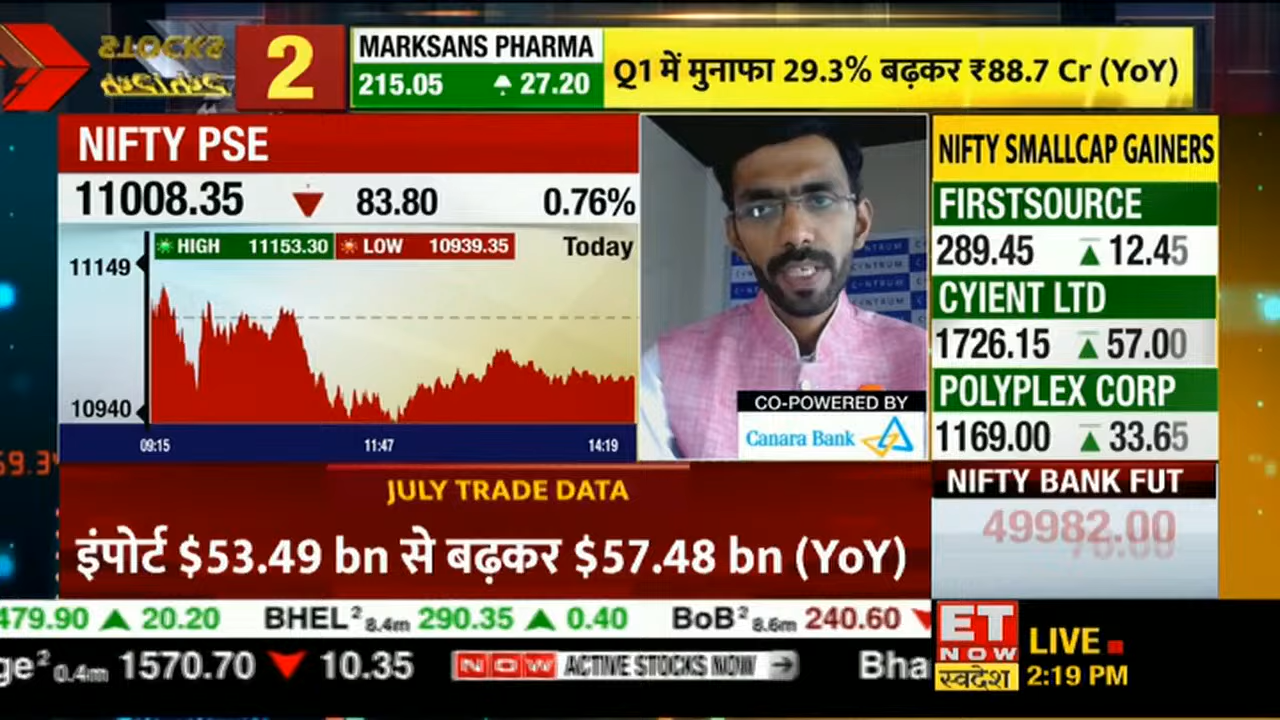 2
MARKSANS PHARMA
215.05 27.20
Q1 में मुनाफा 29.3% बढ़कर ₹88.7 Cr (YoY)
NIFTY PSE
11008.35 83.80 0.76%
HIGH 11153.30 LOW 10939.35 Today
11149
10940
09:15 11:47 14:19
CENTRUM
CO-POWERED BY
Canara Bank
NIFTY SMALLCAP GAINERS
FIRSTSOURCE
289.45 12.45
CYIENT LTD
1726.15 57.00
POLYPLEX CORP
1169.00 33.65
NIFTY BANK FUT
49982.00
JULY TRADE DATA
इंपोर्ट $53.49 bn से बढ़कर $57.48 bn (YoY)
479.90 20.20 BHEL² 8.4m 290.35 0.40 BoB² 8.6m 240.60
ge² 0.4m 1570.70 10.35 NOW ACTIVE STOCKS NOW Bha
ET
NOW
स्वदेश
LIVE
2:19 PM